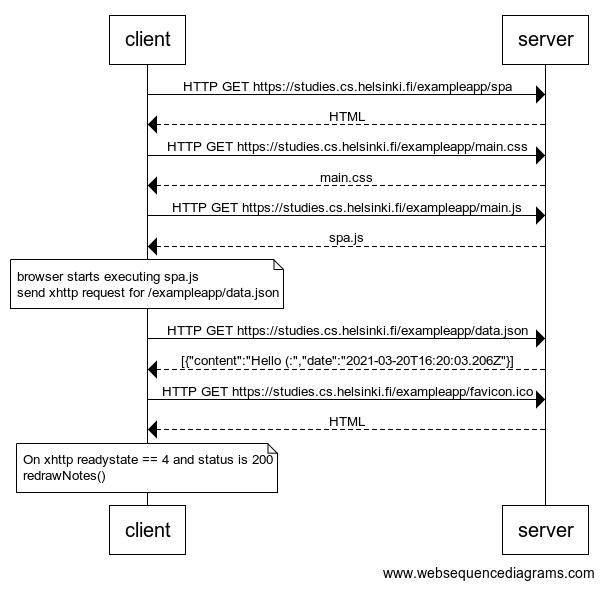 client
server
HTTP GET https://studies.cs.helsinki.fi/exampleapp/spa
HTML
HTTP GET https://studies.cs.helsinki.fi/exampleapp/main.css
main.css
HTTP GET https://studies.cs.helsinki.fi/exampleapp/main.js
spa.js
browser starts executing spa.js
send xhttp request for /exampleapp/data.json
HTTP GET https://studies.cs.helsinki.fi/exampleapp/data.json
[{"content":"Hello (:","date":"2021-03-20T16:20:03.206Z"}]
HTTP GET https://studies.cs.helsinki.fi/exampleapp/favicon.ico
HTML
On xhttp readystate == 4 and status is 200
redrawNotes()
client
server
www.websequencediagrams.com